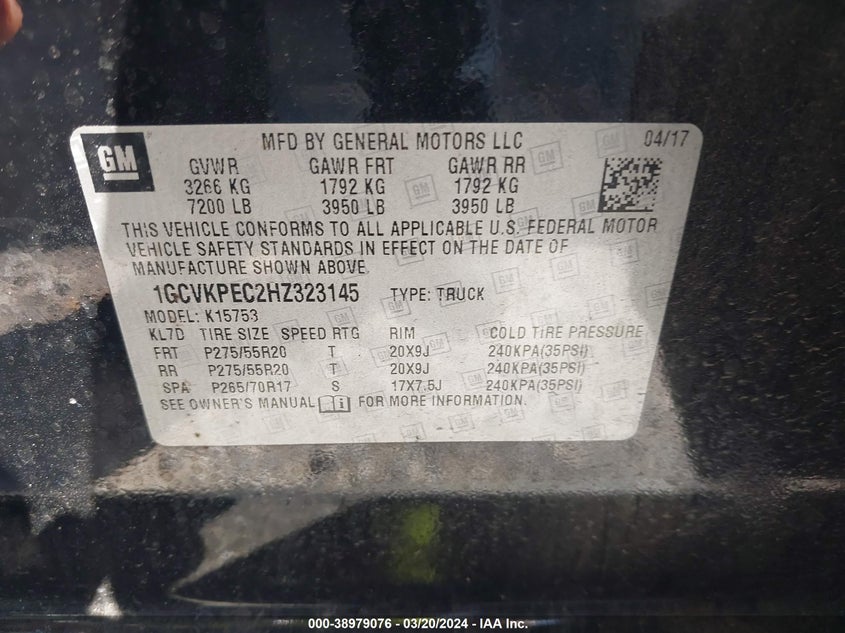 GM
MFD BY GENERAL MOTORS LLC 04/17
GVWR GAWR FRT GAWR RR
3266 KG 1792 KG 1792 KG
7200 LB 3950 LB 3950 LB
THIS VEHICLE CONFORMS TO ALL APPLICABLE U.S. FEDERAL MOTOR
VEHICLE SAFETY STANDARDS IN EFFECT ON THE DATE OF
MANUFACTURE SHOWN ABOVE.
1GCVKPEC2HZ323145 TYPE: TRUCK
MODEL: K15753
KL7D TIRE SIZE SPEED RTG RIM COLD TIRE PRESSURE
FRT P275/55R20 T 20X9J 240KPA(35PSI)
RR P275/55R20 T 20X9J 240KPA(35PSI)
SPA P265/70R17 S 17X7.5J 240KPA(35PSI)
SEE OWNER'S MANUAL i FOR MORE INFORMATION.
000-38979076 - 03/20/2024 - IAA Inc.